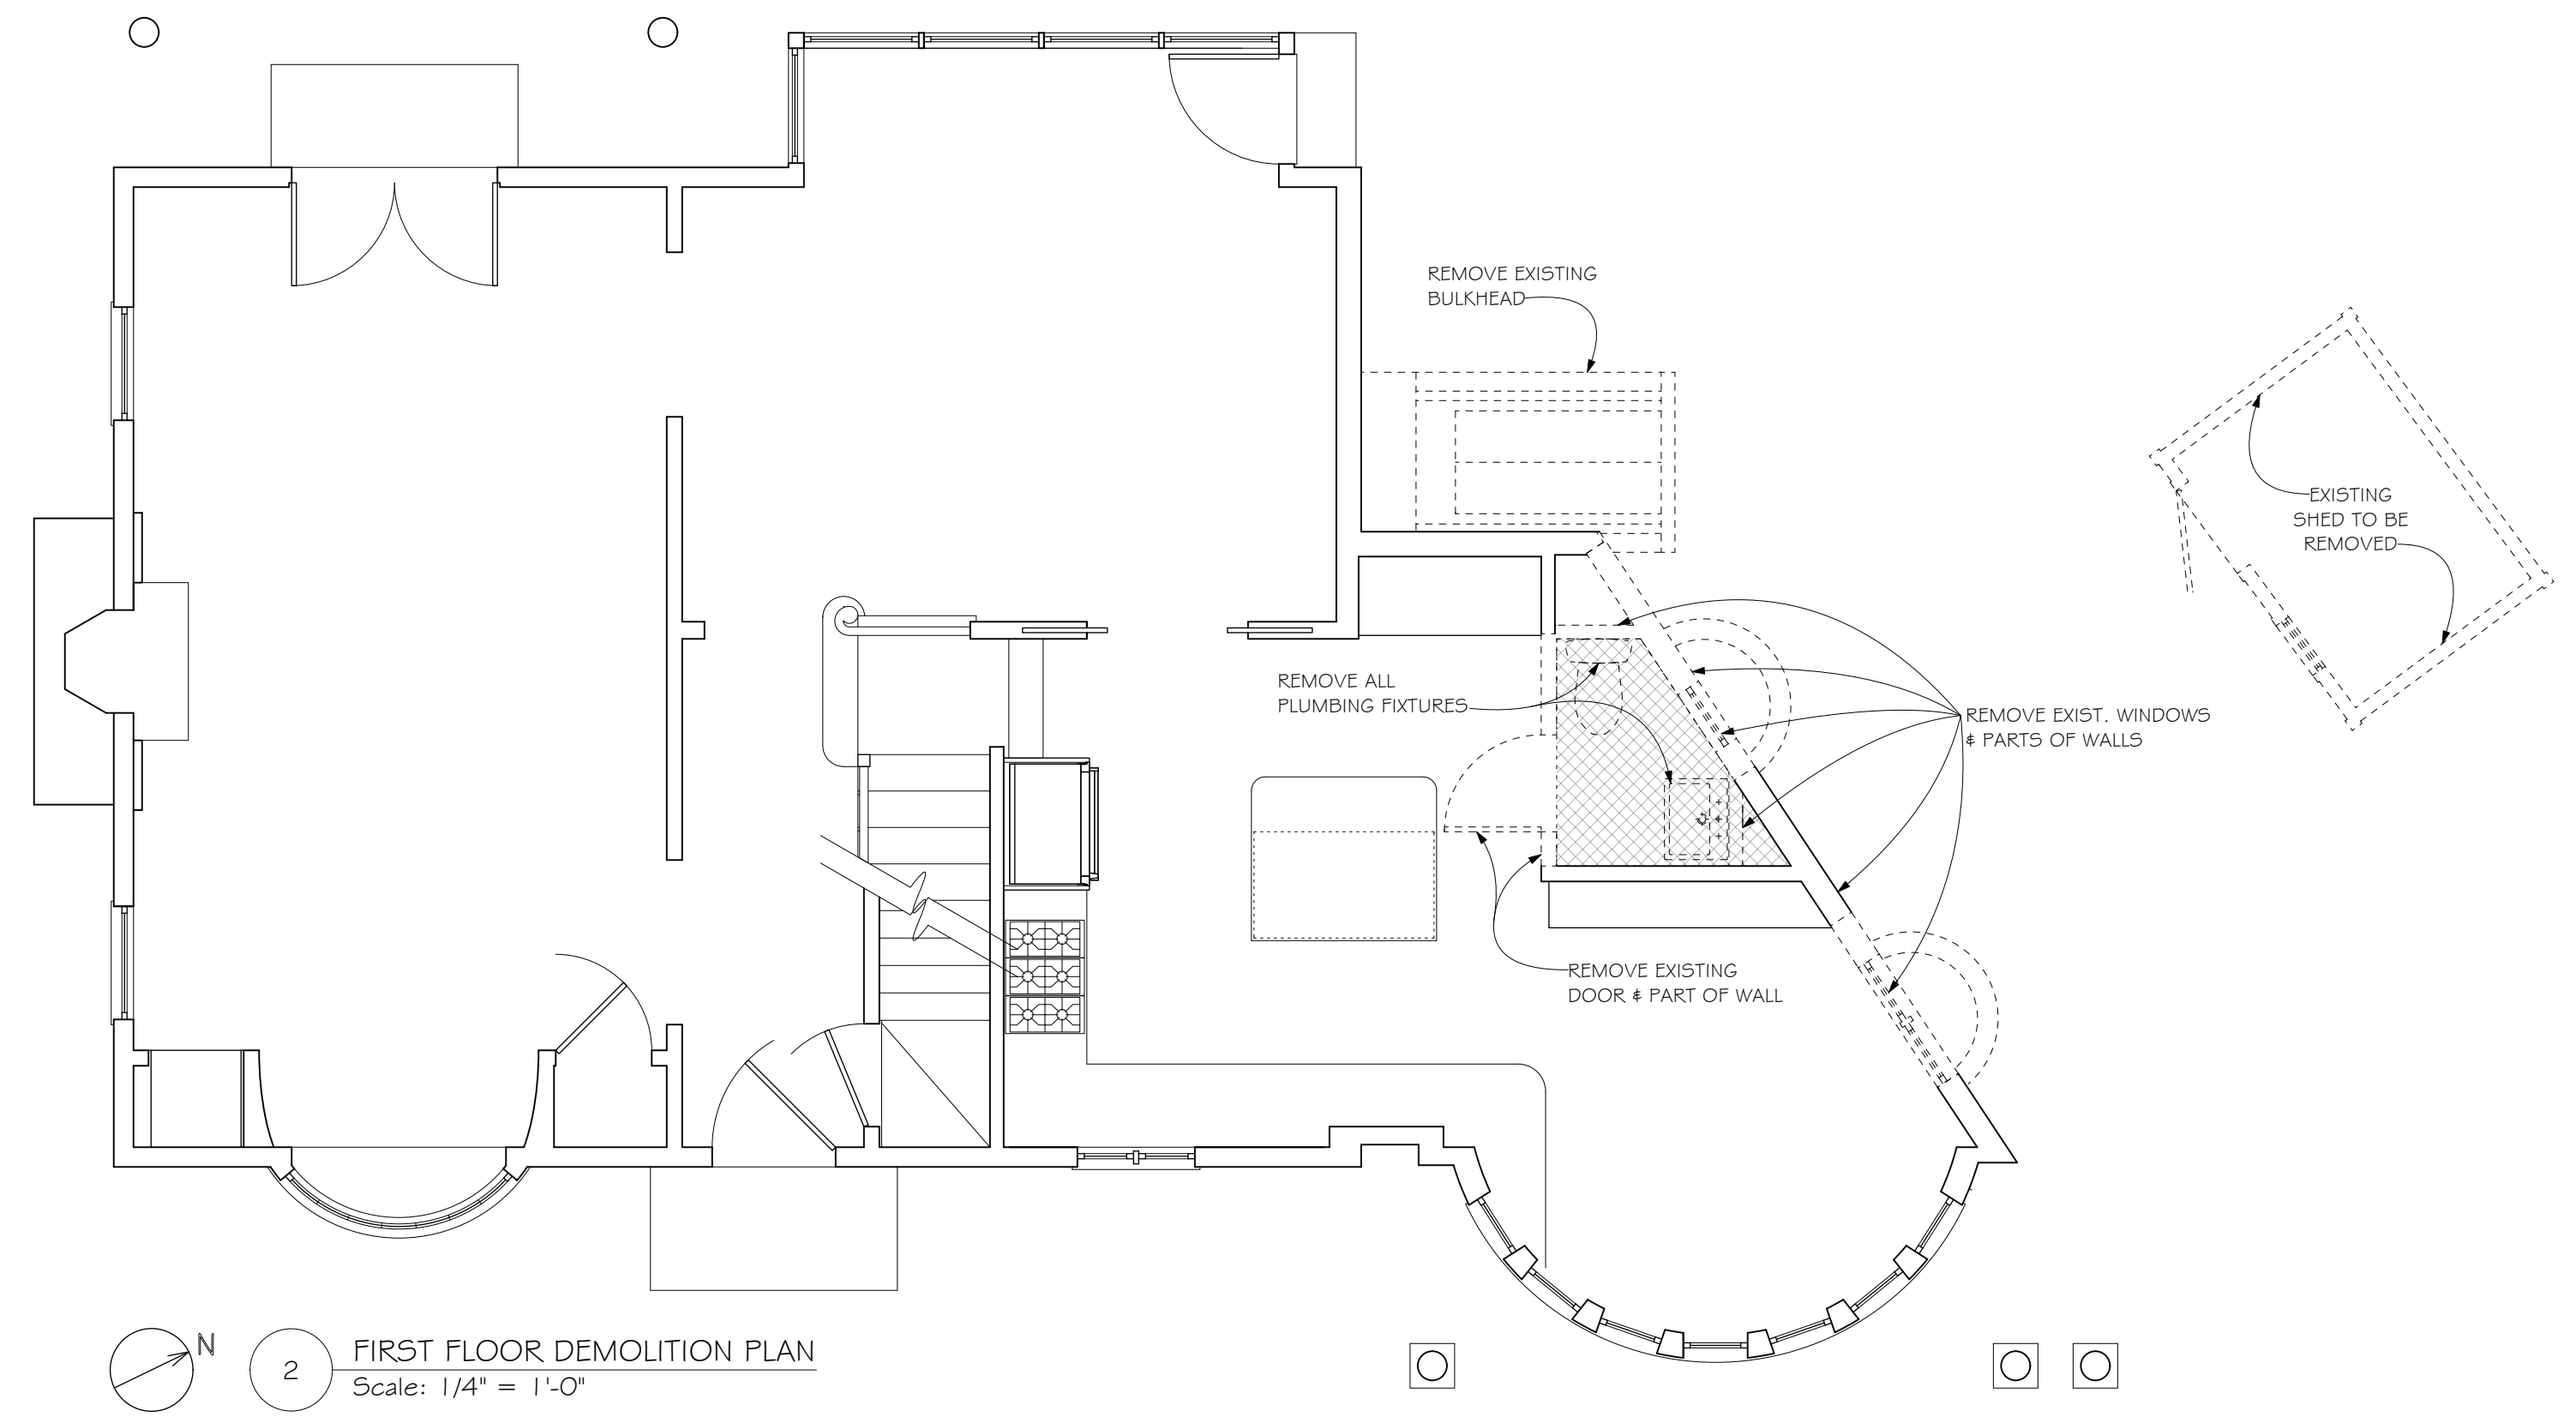 REMOVE EXISTING
BULKHEAD
EXISTING
SHED TO BE
REMOVED
REMOVE ALL
PLUMBING FIXTURES
REMOVE EXIST. WINDOWS
& PARTS OF WALLS
REMOVE EXISTING
DOOR & PART OF WALL
N
2
FIRST FLOOR DEMOLITION PLAN
Scale: 1/4" = 1'-0"